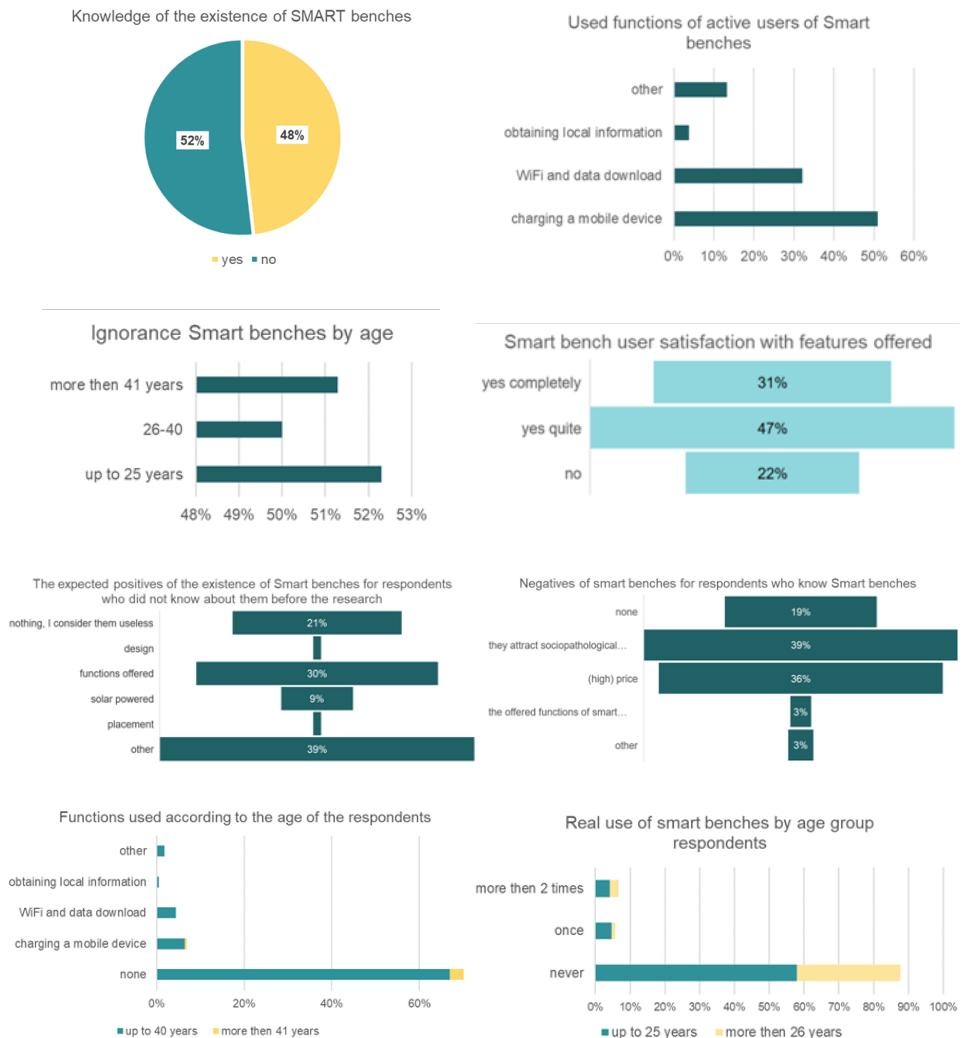 Knowledge of the existence of SMART benches
52%
48%
yes no
Used functions of active users of Smart
benches
other
obtaining local information
WiFi and data download
charging a mobile device
0% 10% 20% 30% 40% 50% 60%
Ignorance Smart benches by age
more then 41 years
26-40
up to 25 years
48% 49% 50% 51% 52% 53%
Smart bench user satisfaction with features offered
yes completely 31%
yes quite 47%
no 22%
The expected positives of the existence of Smart benches for respondents
who did not know about them before the research
nothing, I consider them useless 21%
design
functions offered 30%
solar powered 9%
placement
other 39%
Negatives of smart benches for respondents who know Smart benches
none 19%
they attract sociopathological... 39%
(high) price 36%
the offered functions of smart... 3%
other 3%
Functions used according to the age of the respondents
other
obtaining local information
WiFi and data download
charging a mobile device
none
0% 20% 40% 60%
up to 40 years more then 41 years
Real use of smart benches by age group
respondents
more then 2 times
once
never
0% 10% 20% 30% 40% 50% 60% 70% 80% 90% 100%
up to 25 years more then 26 years